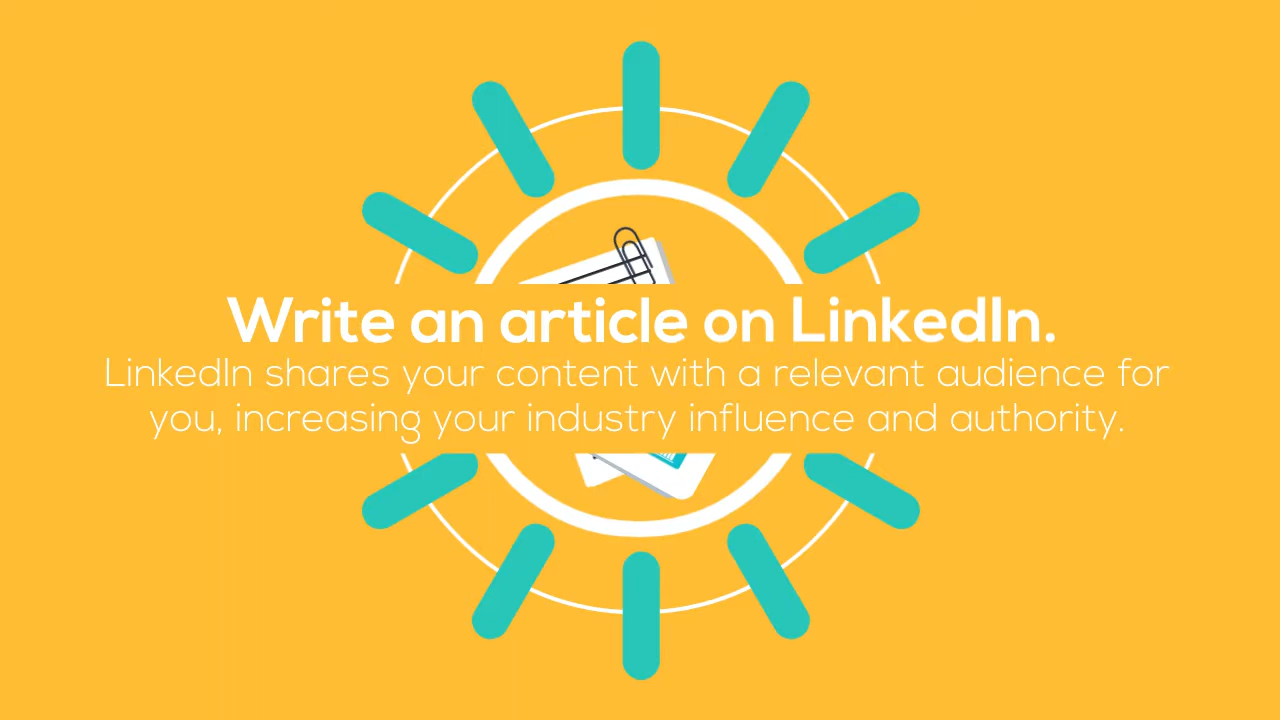 Write an article on LinkedIn.
LinkedIn shares your content with a relevant audience for
you, increasing your industry influence and authority.